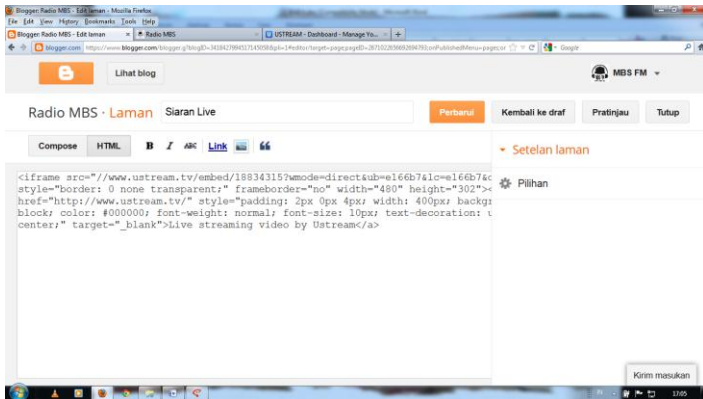 Blogger: Radio MBS - Edit laman - Mozilla Firefox
File Edit View History Bookmarks Tools Help
Blogger: Radio MBS - Edit laman
Radio MBS
USTREAM - Dashboard - Manage Yo...
blogger.com
Google
Lihat blog
MBS FM
Radio MBS · Laman
Siaran Live
Perbarui
Kembali ke draf
Pratinjau
Tutup
Compose HTML B I ABC Link
Setelan laman
Pilihan
<iframe src="//www.ustream.tv/embed/18834315?wmode=direct&ub=e166b7&lc=e166b7&
style="border: 0 none transparent;" frameborder="no" width="480" height="302"><
href="http://www.ustream.tv/" style="padding: 2px 0px 4px; width: 400px; backgr
block; color: #000000; font-weight: normal; font-size: 10px; text-decoration: u
center;" target="_blank">Live streaming video by Ustream</a>
Kirim masukan
17:05